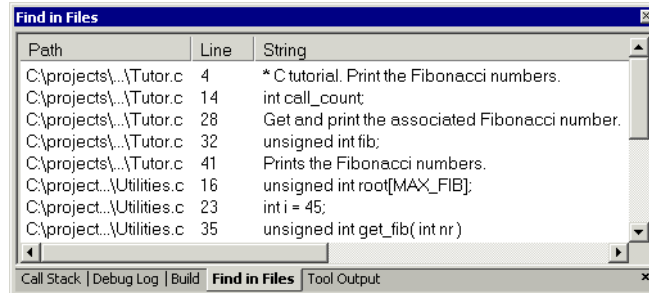 Find in Files
Path Line String
C:\projects\...\Tutor.c 4 * C tutorial. Print the Fibonacci numbers.
C:\projects\...\Tutor.c 14 int call_count;
C:\projects\...\Tutor.c 28 Get and print the associated Fibonacci number.
C:\projects\...\Tutor.c 32 unsigned int fib;
C:\projects\...\Tutor.c 41 Prints the Fibonacci numbers.
C:\project...\Utilities.c 16 unsigned int root[MAX_FIB];
C:\project...\Utilities.c 23 int i = 45;
C:\project...\Utilities.c 35 unsigned int get_fib( int nr )
Call Stack | Debug Log | Build | Find in Files | Tool Output